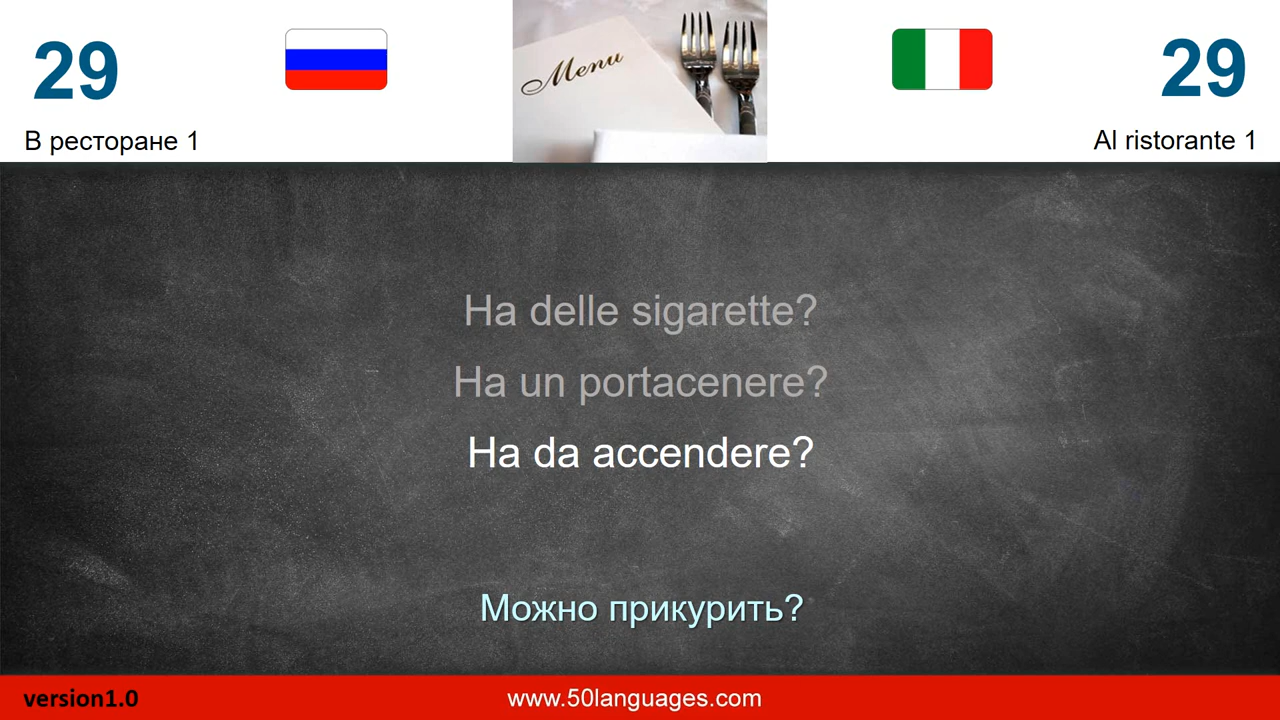 29
29
В ресторане 1
Al ristorante 1
Menu
Ha delle sigarette?
Ha un portacenere?
Ha da accendere?
Можно прикурить?
version1.0
www.50languages.com